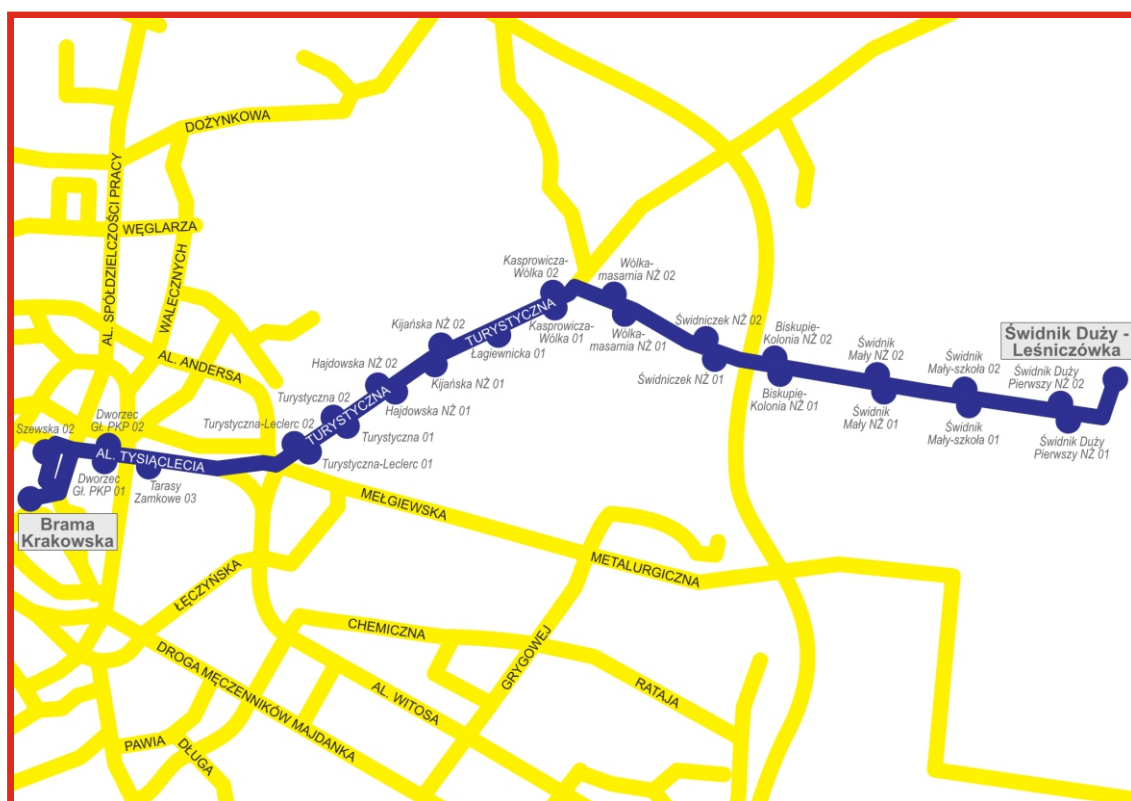 DOŻYNKOWA
AL. SPÓŁDZIELCZOŚCI PRACY
WĘGLARZA
WALECZNYCH
AL. ANDERSA
Kasprowicza-
Wólka 02
Wólka-
masarnia NŻ 02
TURYSTYCZNA
Kasprowicza-
Wólka 01
Wólka-
masarnia NŻ 01
Kijańska NŻ 02
Łagiewnicka 01
Świdniczek NŻ 02
Świdniczek NŻ 01
Biskupie-
Kolonia NŻ 02
Biskupie-
Kolonia NŻ 01
Świdnik
Mały NŻ 02
Świdnik
Mały NŻ 01
Świdnik
Mały-szkoła 02
Świdnik
Mały-szkoła 01
Świdnik Duży -
Leśniczówka
Świdnik Duży
Pierwszy NŻ 02
Świdnik Duży
Pierwszy NŻ 01
Hajdowska NŻ 02
Kijańska NŻ 01
TURYSTYCZNA
Hajdowska NŻ 01
Turystyczna 02
Turystyczna 01
Turystyczna-Leclerc 02
Turystyczna-Leclerc 01
Szewska 02
Dworzec
Gł. PKP 02
AL. TYSIĄCLECIA
Dworzec
Gł. PKP 01
Tarasy
Zamkowe 03
Brama
Krakowska
MEŁGIEWSKA
METALURGICZNA
ŁĘCZYŃSKA
CHEMICZNA
GRYGOWEJ
DROGA MĘCZENNIKÓW MAJDANKA
AL. WITOSA
RATAJA
PAWIA
DŁUGA